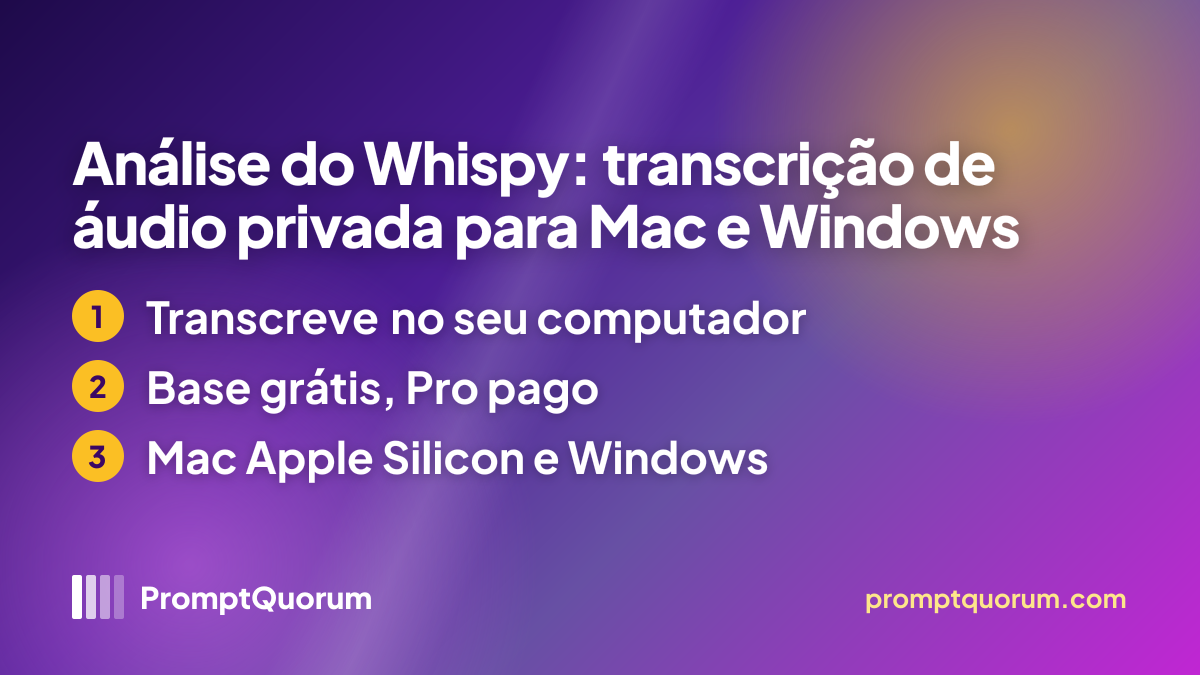 Análise do Whispy: transcrição de
áudio privada para Mac e Windows
1 Transcreve no seu computador
2 Base grátis, Pro pago
3 Mac Apple Silicon e Windows
PromptQuorum
promptquorum.com